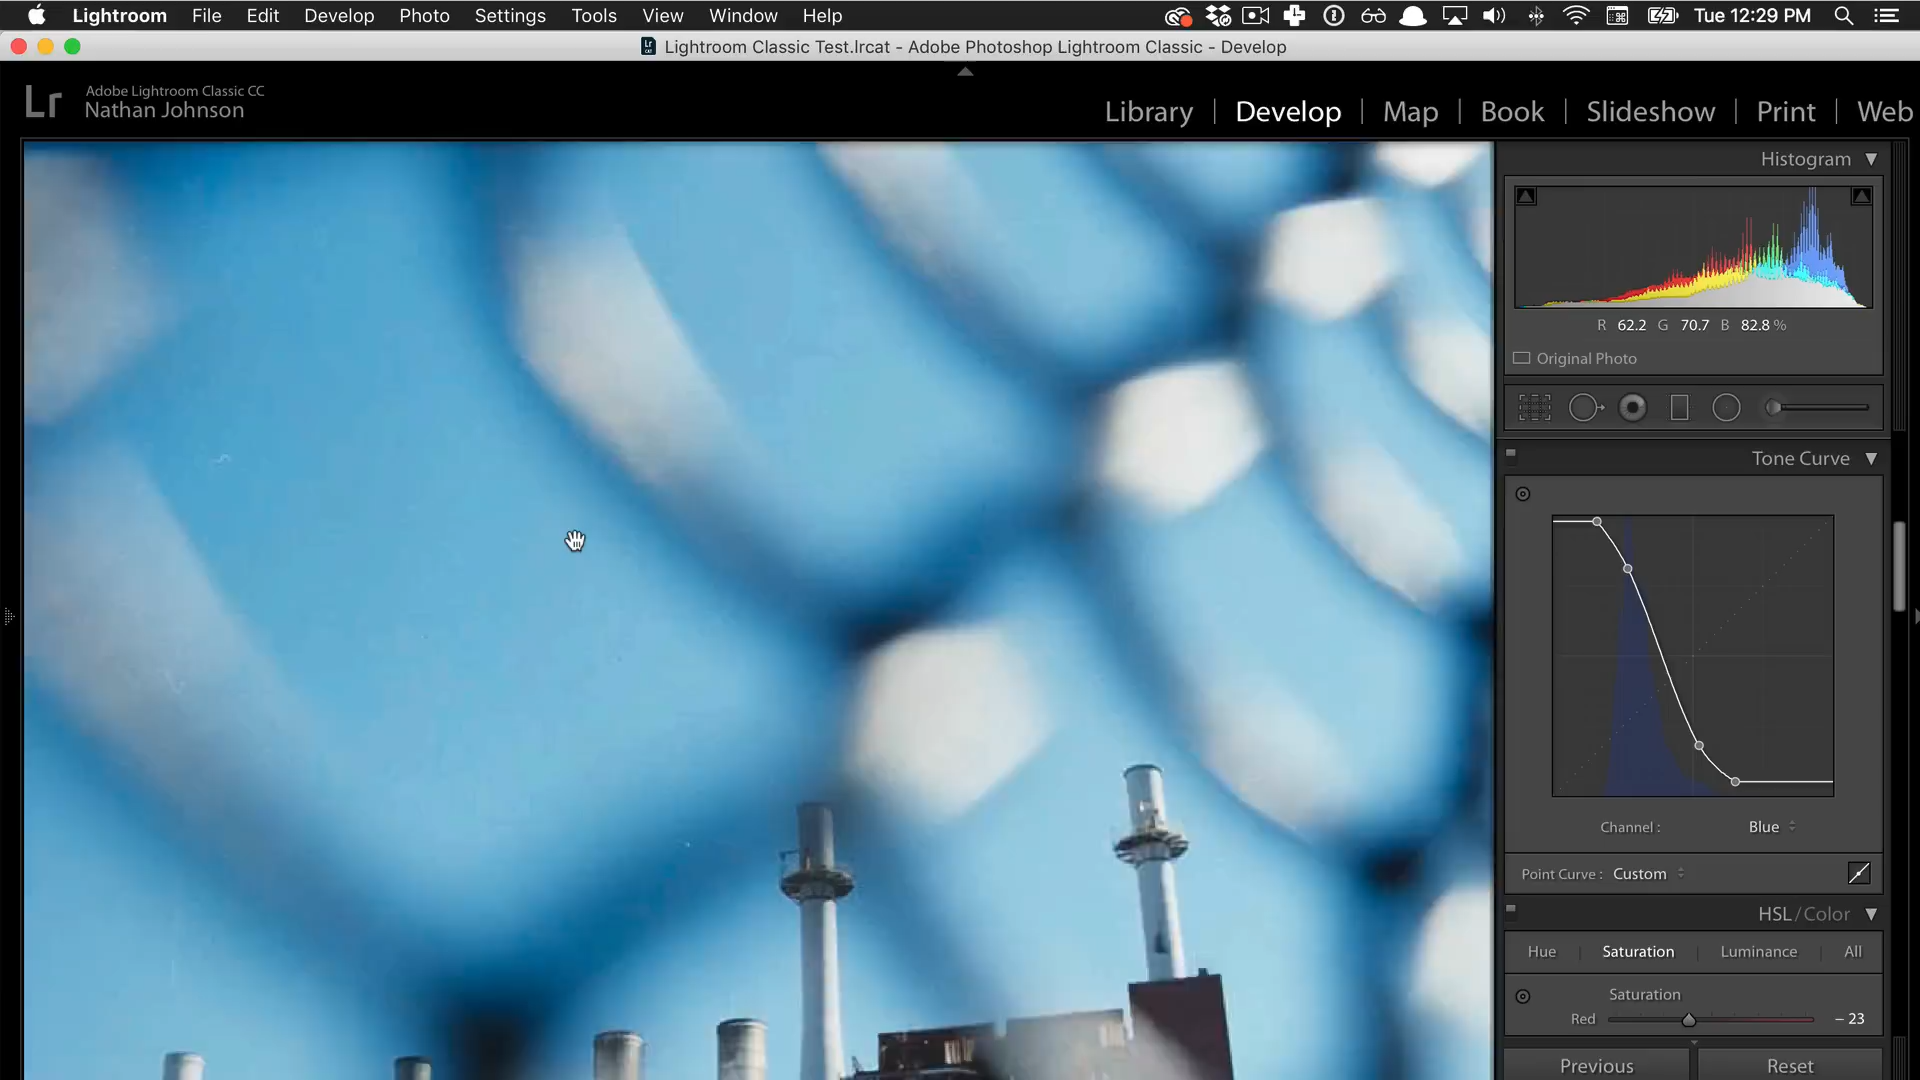 Lightroom File Edit Develop Photo Settings Tools View Window Help Tue 12:29 PM
Lightroom Classic Test.lrcat - Adobe Photoshop Lightroom Classic - Develop
Lr Adobe Lightroom Classic CC
Nathan Johnson
Library | Develop | Map | Book | Slideshow | Print | Web
Histogram
R 62.2 G 70.7 B 82.8 %
Original Photo
Tone Curve
Channel : Blue
Point Curve : Custom
HSL / Color
Hue Saturation Luminance All
Saturation
Red - 23
Previous Reset